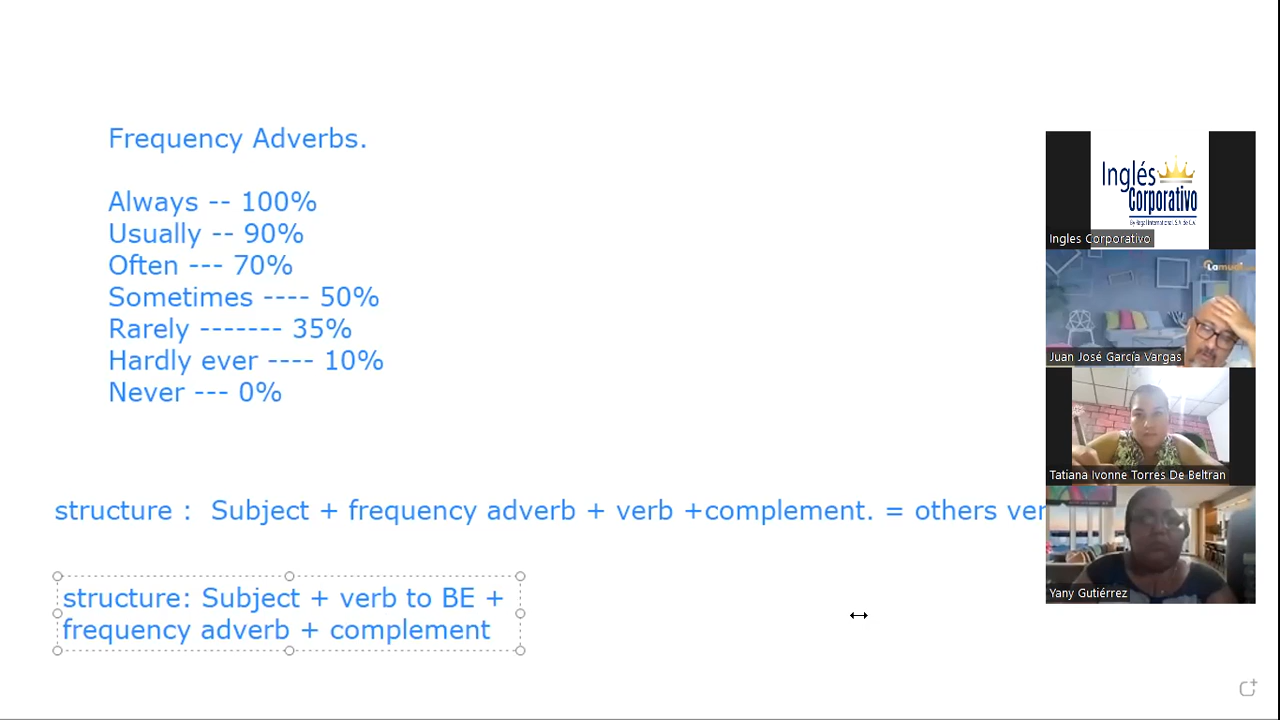 Frequency Adverbs.
Always -- 100%
Usually -- 90%
Often --- 70%
Sometimes ---- 50%
Rarely ------- 35%
Hardly ever ---- 10%
Never --- 0%
structure :  Subject + frequency adverb + verb +complement. = others ver
structure: Subject + verb to BE +
frequency adverb + complement
Inglés
Corporativo
Ingles Corporativo
Juan José García Vargas
Tatiana Ivonne Torres De Beltran
Yany Gutiérrez